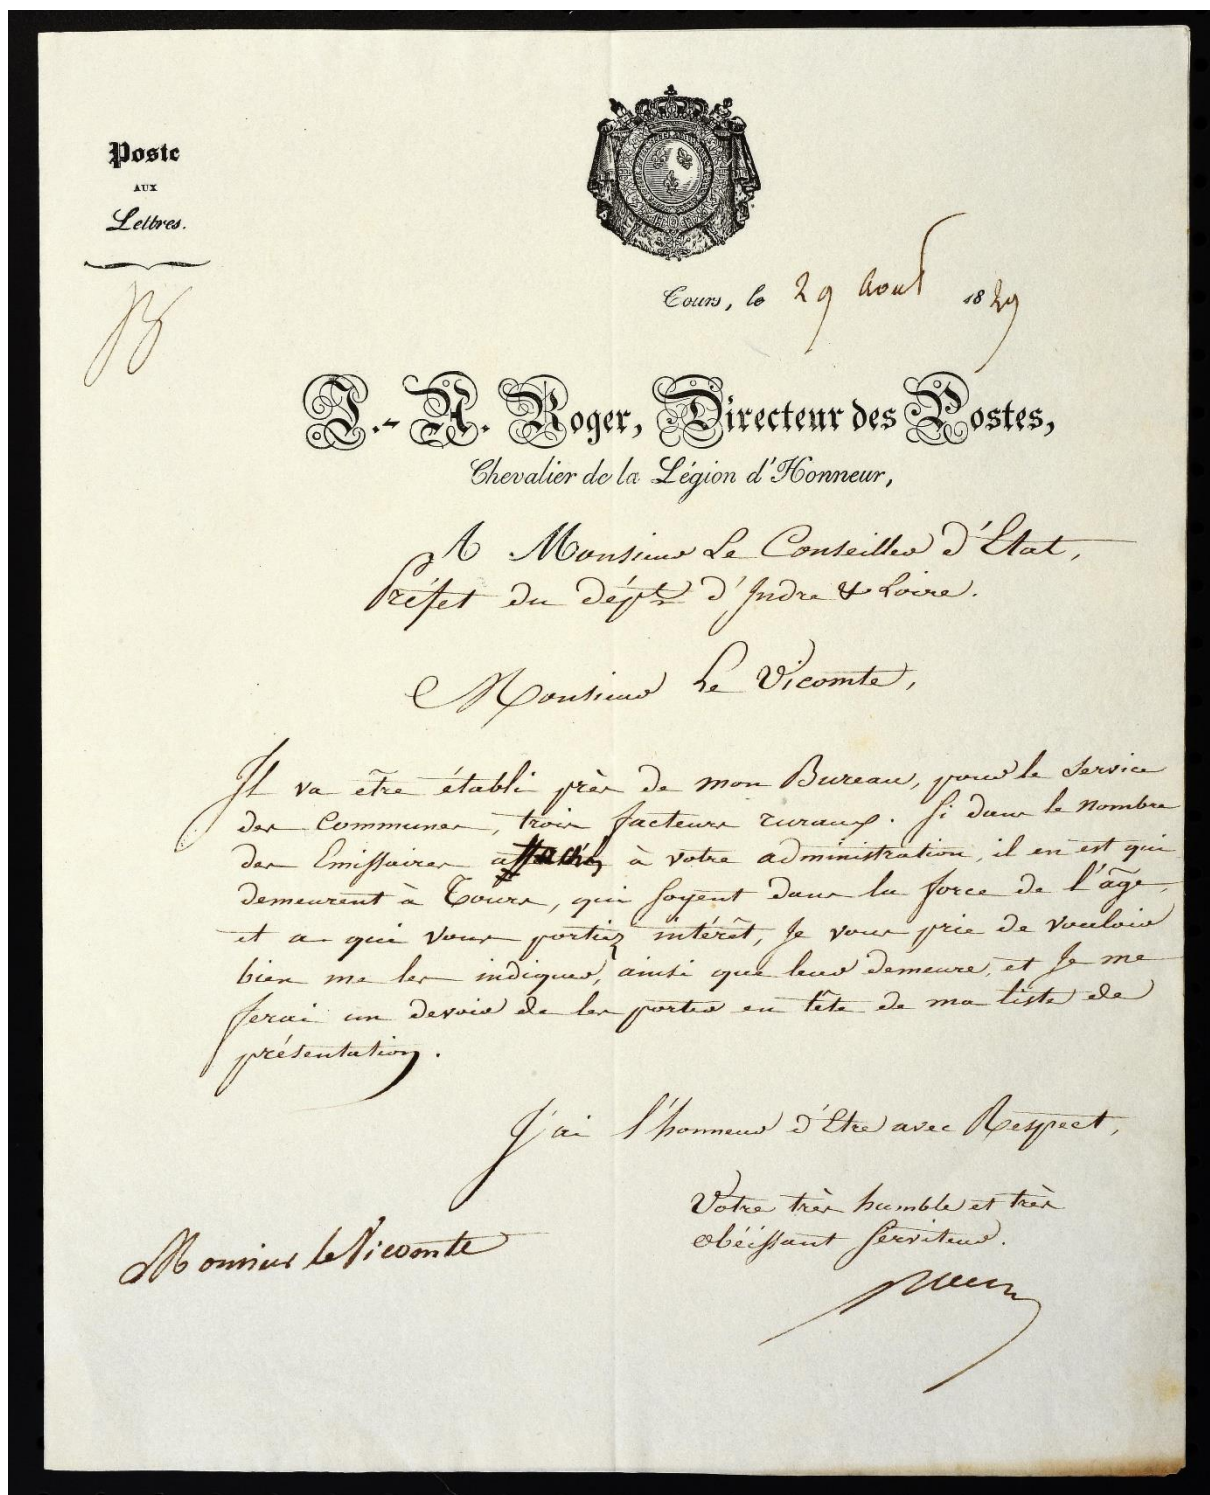 Poste
AUX
Lettres.
Tours, le 29 Aout 1829
J.-A. Roger, Directeur des Postes,
Chevalier de la Légion d'Honneur,
A Monsieur Le Conseiller d'Etat,
Préfet du dépt. d'Indre & Loire.
Monsieur Le Vicomte,
Il va être établi près de mon Bureau, pour le service
des Communes, trois facteurs ruraux. Si dans le nombre
des Emissaires attachés à votre administration, il en est qui
demeurent à Tours, qui soyent dans la force de l'âge,
et a qui vous portiez intérêt, Je vous prie de vouloir
bien me les indiquer, ainsi que leur demeure, et Je me
ferai un devoir de les porter en tête de ma liste de
présentation.
J'ai l'honneur d'Etre avec Respect,
Votre très humble et très
obéissant Serviteur.
Monsieur le Vicomte